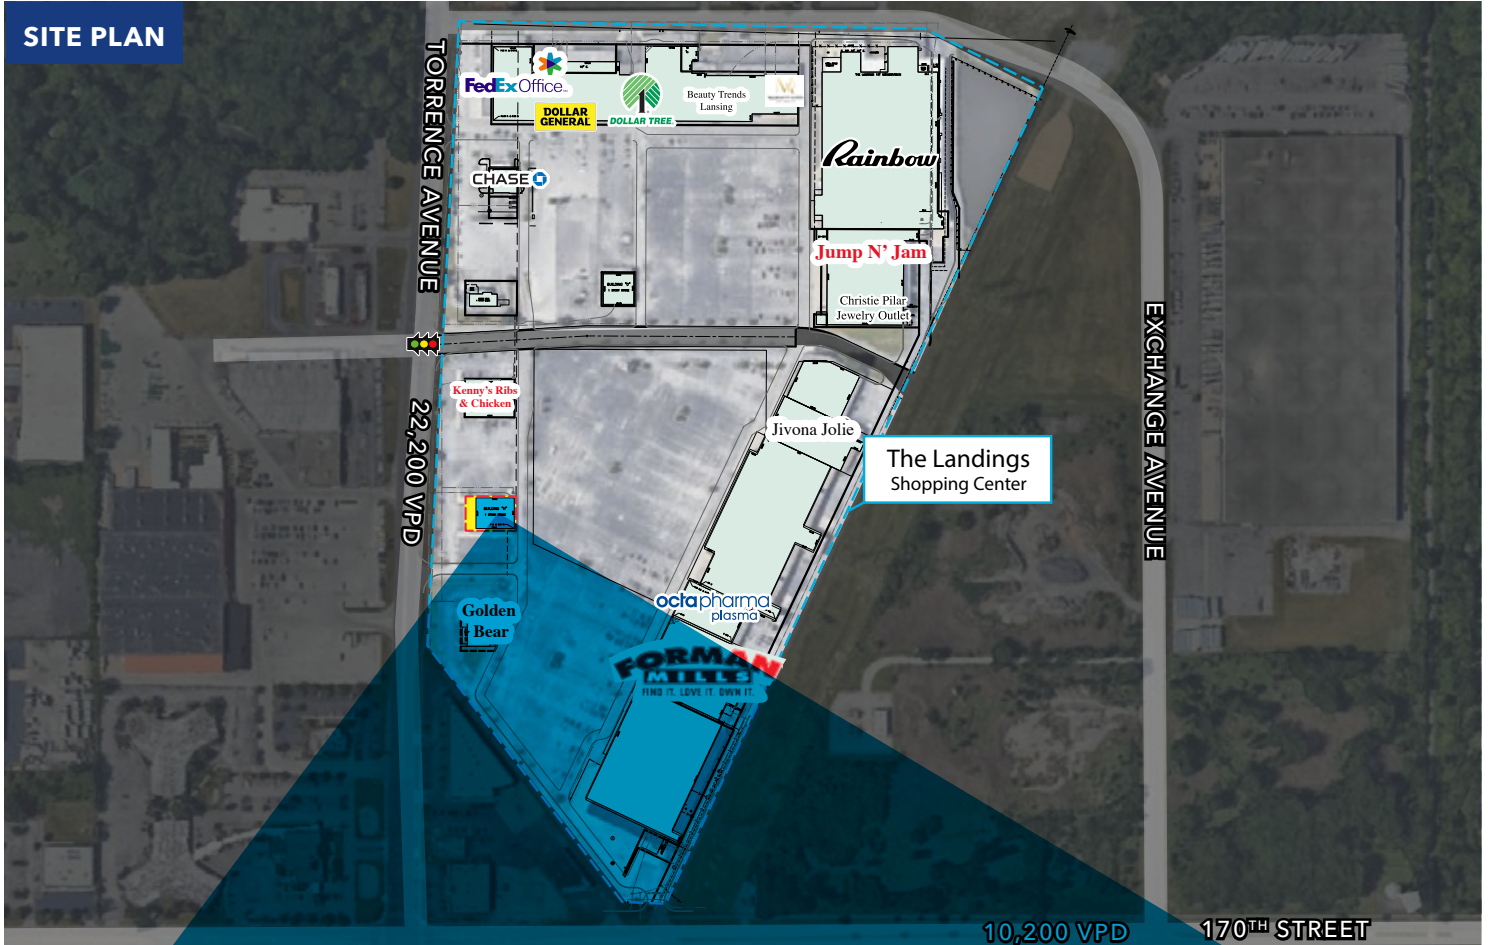 SITE PLAN
TORRENCE AVENUE
FedEx Office
DOLLAR
GENERAL
DOLLAR TREE
Beauty Trends
Lansing
Rainbow
CHASE
Jump N' Jam
Christie Pilar
Jewelry Outlet
EXCHANGE AVENUE
Kenny's Ribs
& Chicken
22,200 VPD
Jivona Jolie
The Landings
Shopping Center
Golden
Bear
octapharma
plasma
FORMAN
MILLS
FIND IT. LOVE IT. OWN IT.
10,200 VPD
170TH STREET